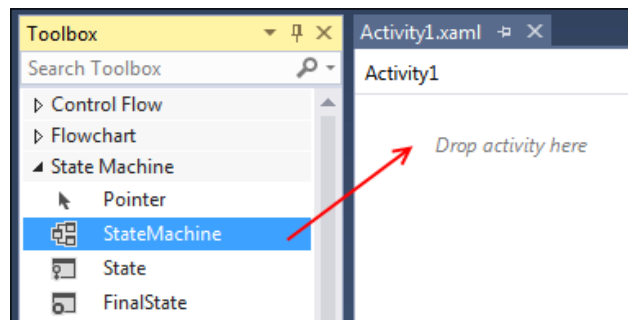 Toolbox
Search Toolbox
Control Flow
Flowchart
State Machine
Pointer
StateMachine
State
FinalState
Activity1.xaml
Activity1
Drop activity here